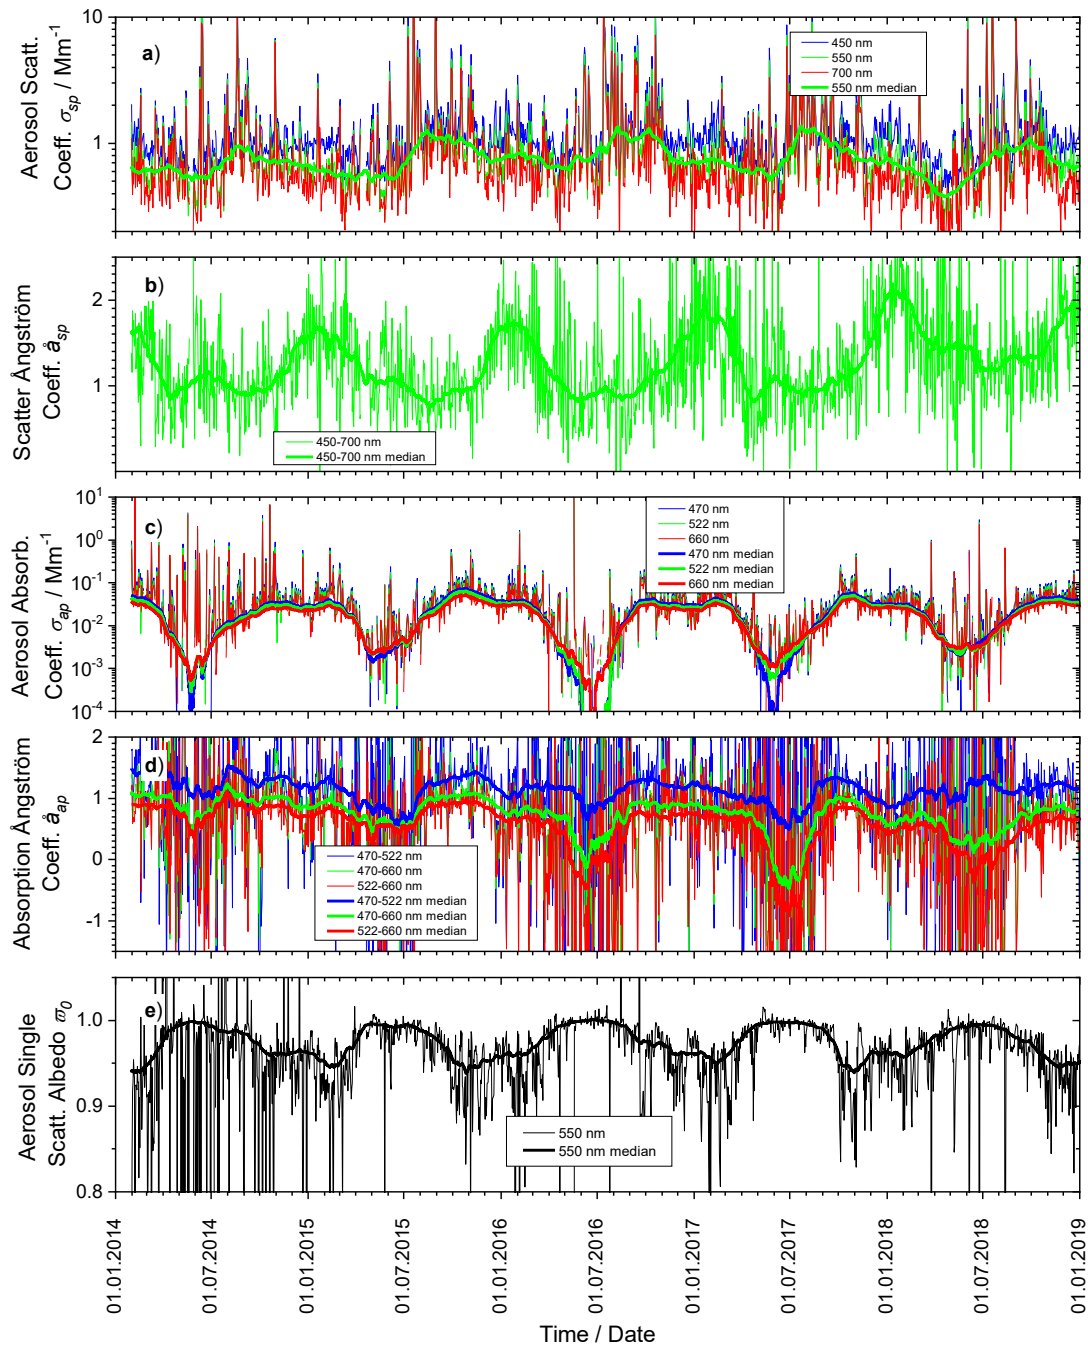 Aerosol Scatt.
Coeff. σsp / Mm-1
a)
10
1
450 nm
550 nm
700 nm
550 nm median
Scatter Ångström
Coeff. åsp
b)
2
1
450-700 nm
450-700 nm median
Aerosol Absorb.
Coeff. σap / Mm-1
c)
10^1
10^0
10^-1
10^-2
10^-3
10^-4
470 nm
522 nm
660 nm
470 nm median
522 nm median
660 nm median
Absorption Ångström
Coeff. åap
d)
2
1
0
-1
470-522 nm
470-660 nm
522-660 nm
470-522 nm median
470-660 nm median
522-660 nm median
Aerosol Single
Scatt. Albedo ϖ0
e)
1.0
0.9
0.8
550 nm
550 nm median
01.01.2014
01.07.2014
01.01.2015
01.07.2015
01.01.2016
01.07.2016
01.01.2017
01.07.2017
01.01.2018
01.07.2018
01.01.2019
Time / Date